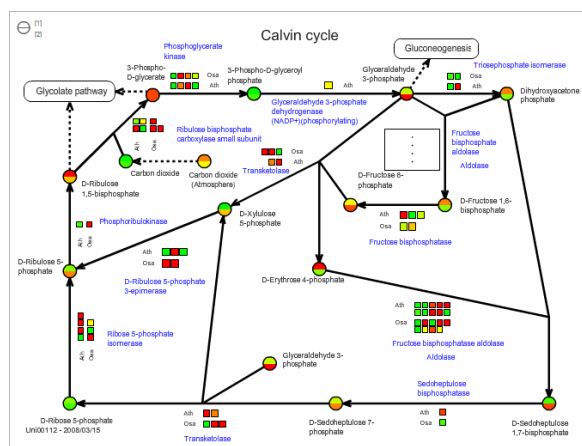 [1]
[2]
Calvin cycle
Gluconeogenesis
Phosphoglycerate
kinase
3-Phospho-
D-glycerate
Osa
Ath
3-Phospho-D-glyceroyl
phosphate
Ath
Glyceraldehyde
3-phosphate
Triosephosphate isomerase
Osa
Ath
Dihydroxyacetone
phosphate
Glycolate pathway
Glyceraldehyde 3-phosphate
dehydrogenase
(NADP+)(phosphorylating)
Ribulose bisphosphate
carboxylase small subunit
Ath
Osa
Fructose
bisphosphate
aldolase
Aldolase
Osa
Ath
Transketolase
Carbon dioxide
Carbon dioxide
(Atmosphere)
D-Fructose 6-
phosphate
D-Ribulose
1,5-bisphosphate
D-Fructose 1,6-
bisphosphate
Phosphoribulokinase
Ath
Osa
D-Xylulose
5-phosphate
Ath
Osa
Fructose bisphosphatase
D-Ribulose 5-
phosphate
Ath
Osa
D-Ribulose 5-phosphate
3-epimerase
D-Erythrose 4-phosphate
Ribose 5-phosphate
isomerase
Ath
Osa
Ath
Osa
Fructose bisphosphatase aldolase
Aldolase
Glyceraldehyde 3-
phosphate
Sedoheptulose
bisphosphatase
Ath
Osa
D-Ribose 5-phosphate
Uni00112 - 2008/03/15
Ath
Osa
Transketolase
D-Sedoheptulose 7-
phosphate
D-Sedoheptulose
1,7-bisphosphate